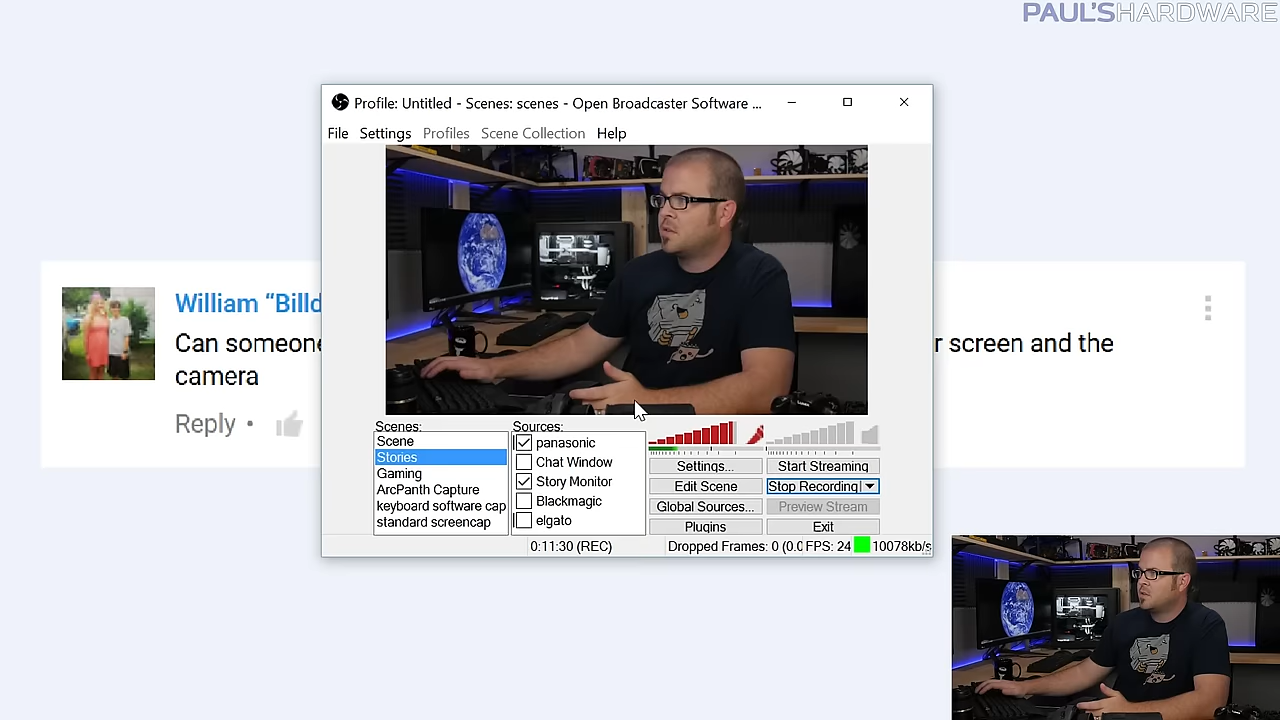 PAUL'SHARDWARE
Profile: Untitled - Scenes: scenes - Open Broadcaster Software ...
File Settings Profiles Scene Collection Help
William “Billd
Can someone
r screen and the
camera
Reply •
Scenes:
Scene
Stories
Gaming
ArcPanth Capture
keyboard software cap
standard screencap
Sources:
panasonic
Chat Window
Story Monitor
Blackmagic
elgato
Settings... Start Streaming
Edit Scene Stop Recording
Global Sources... Preview Stream
Plugins Exit
0:11:30 (REC) Dropped Frames: 0 (0.0 FPS: 24 10078kb/s